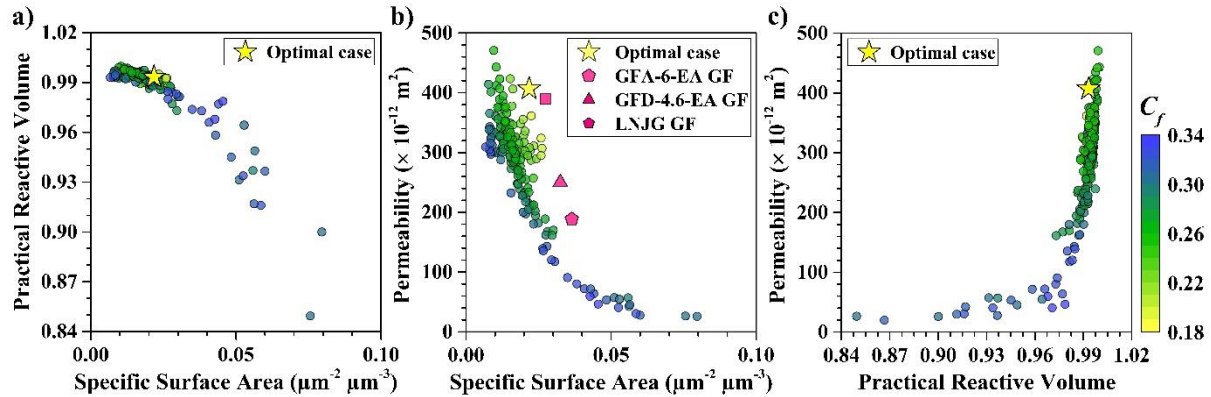 a)
Practical Reactive Volume
1.02
0.99
0.96
0.93
0.90
0.87
0.84
Optimal case
0.00 0.05 0.10
Specific Surface Area (μm⁻² μm⁻³)
b)
Permeability (× 10⁻¹² m²)
500
400
300
200
100
0
Optimal case
GFA-6-EA GF
GFD-4.6-EA GF
LNJG GF
0.00 0.05 0.10
Specific Surface Area (μm⁻² μm⁻³)
c)
Permeability (× 10⁻¹² m²)
500
400
300
200
100
0
Optimal case
0.84 0.87 0.90 0.93 0.96 0.99 1.02
Practical Reactive Volume
C_f
0.34
0.30
0.26
0.22
0.18